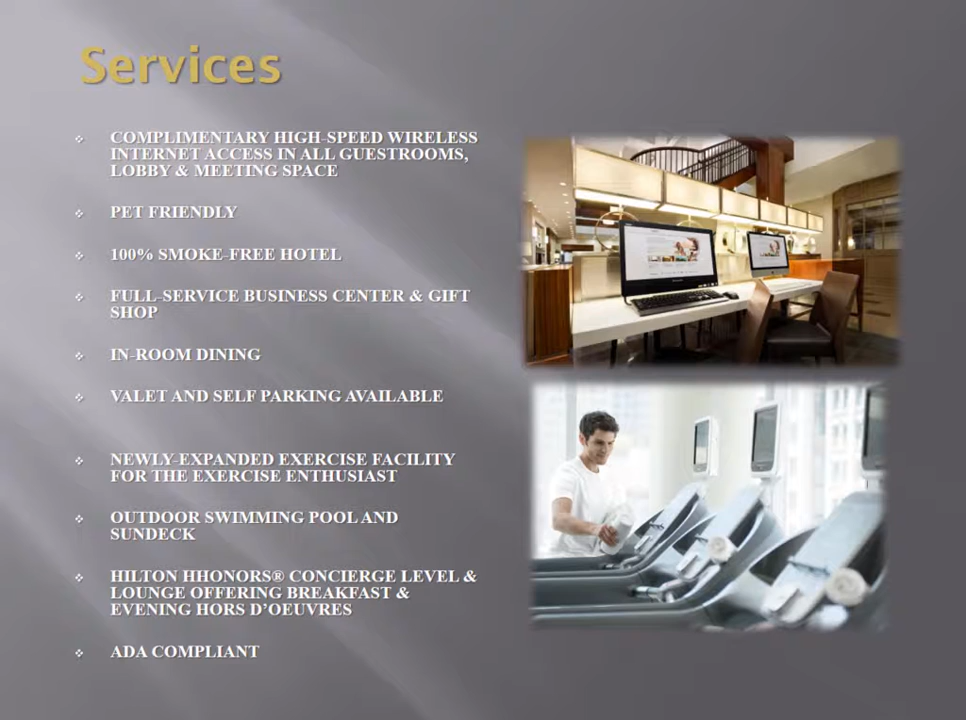 Services
COMPLIMENTARY HIGH-SPEED WIRELESS
INTERNET ACCESS IN ALL GUESTROOMS,
LOBBY & MEETING SPACE
PET FRIENDLY
100% SMOKE-FREE HOTEL
FULL-SERVICE BUSINESS CENTER & GIFT
SHOP
IN-ROOM DINING
VALET AND SELF PARKING AVAILABLE
NEWLY-EXPANDED EXERCISE FACILITY
FOR THE EXERCISE ENTHUSIAST
OUTDOOR SWIMMING POOL AND
SUNDECK
HILTON HHONORS® CONCIERGE LEVEL &
LOUNGE OFFERING BREAKFAST &
EVENING HORS D’OEUVRES
ADA COMPLIANT